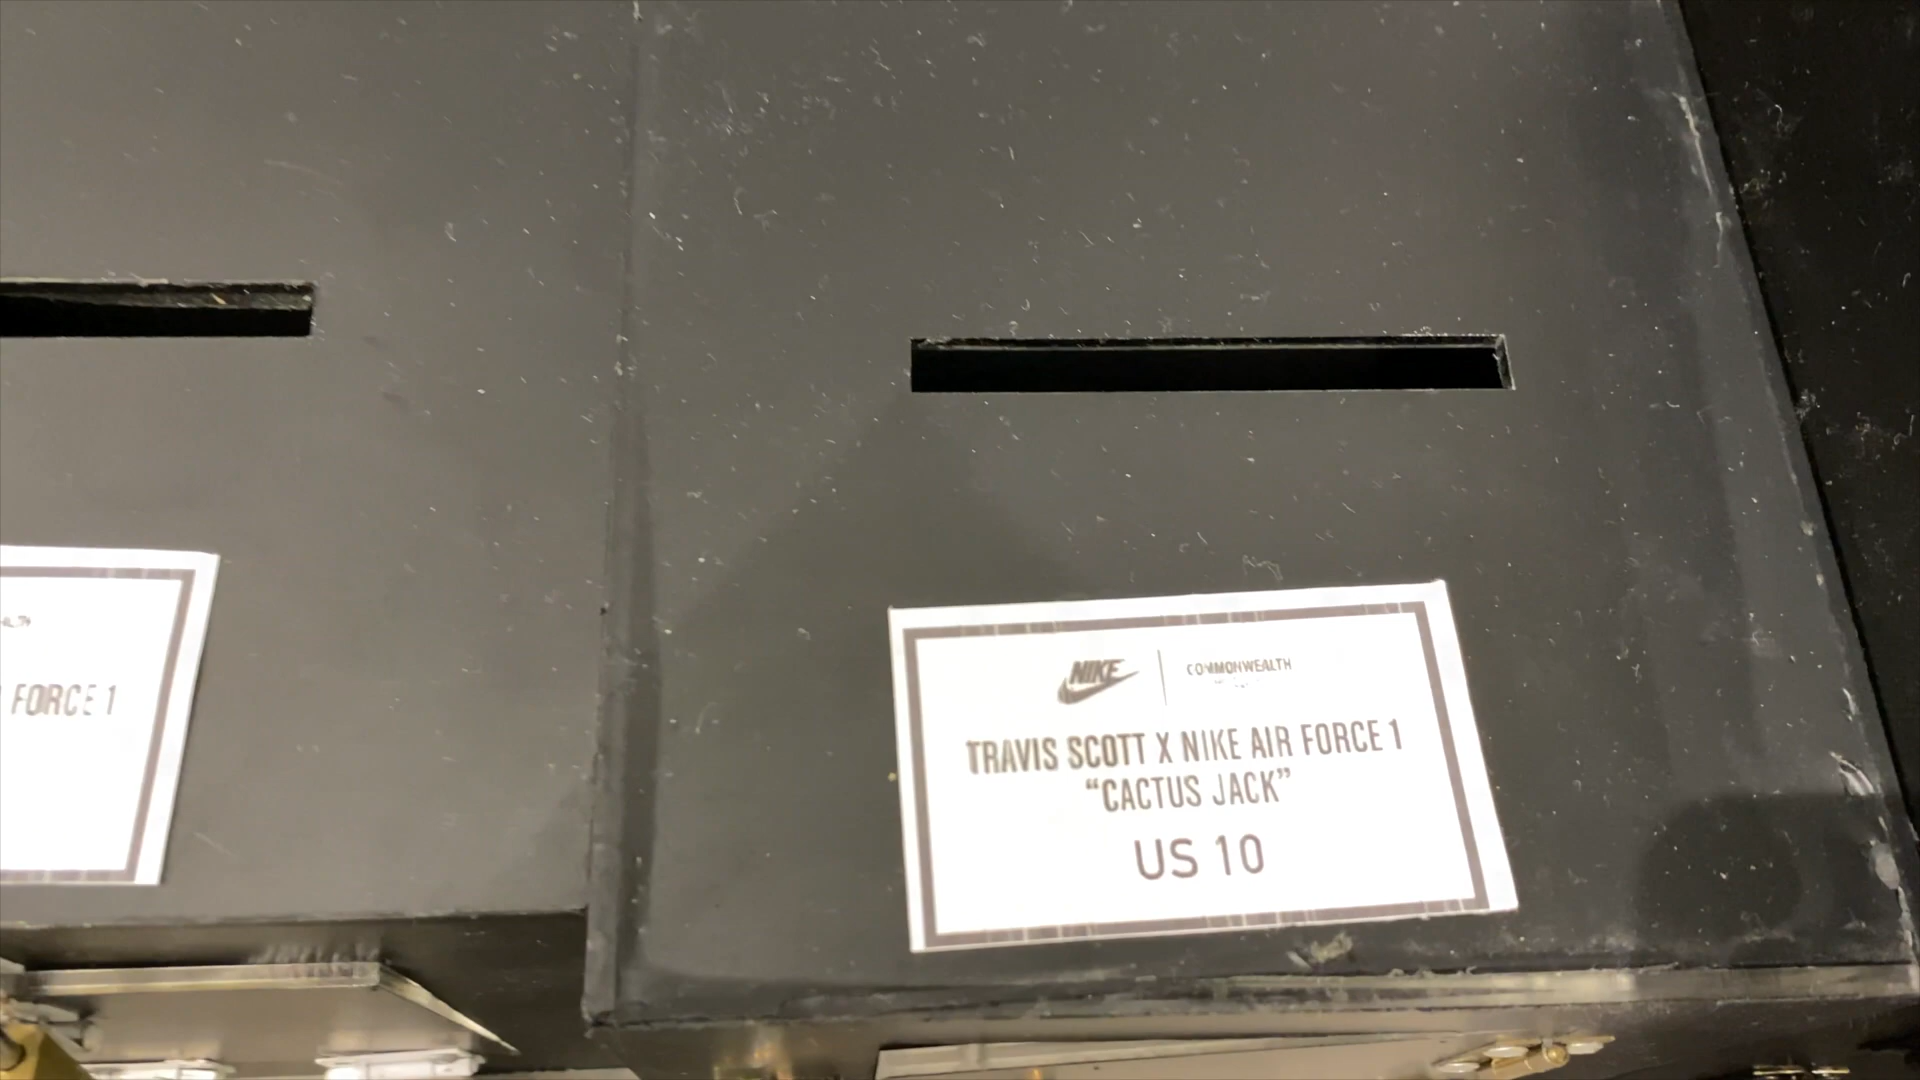 FORCE 1
NIKE
COMMONWEALTH
TRAVIS SCOTT X NIKE AIR FORCE 1
“CACTUS JACK”
US 10